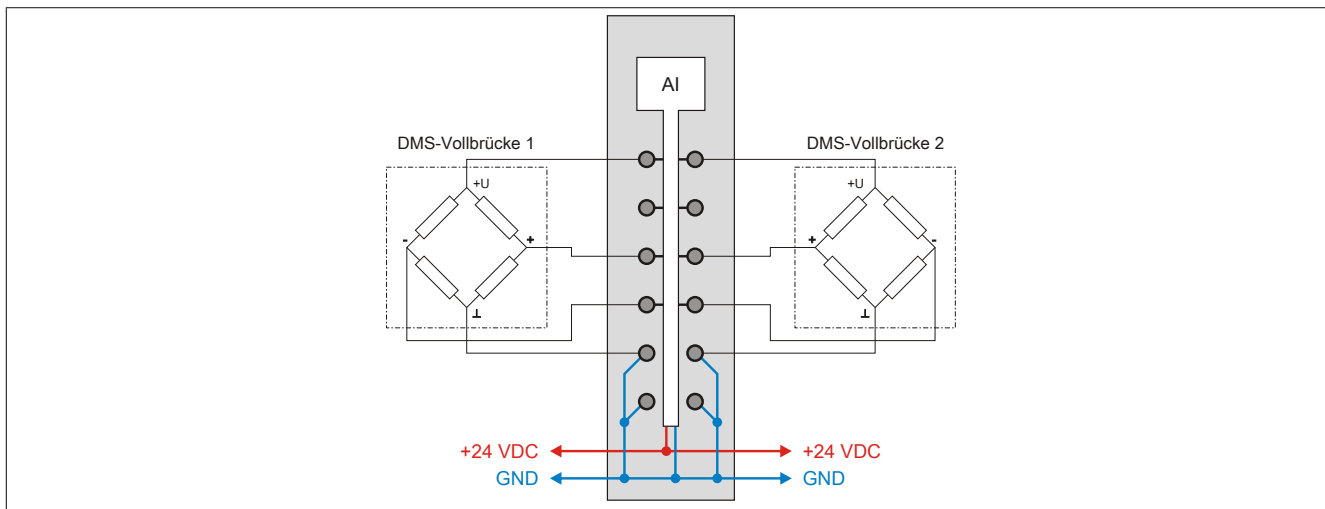 AI
DMS-Vollbrücke 1
DMS-Vollbrücke 2
+U
+U
-
+
+
-
⊥
⊥
+24 VDC
+24 VDC
GND
GND